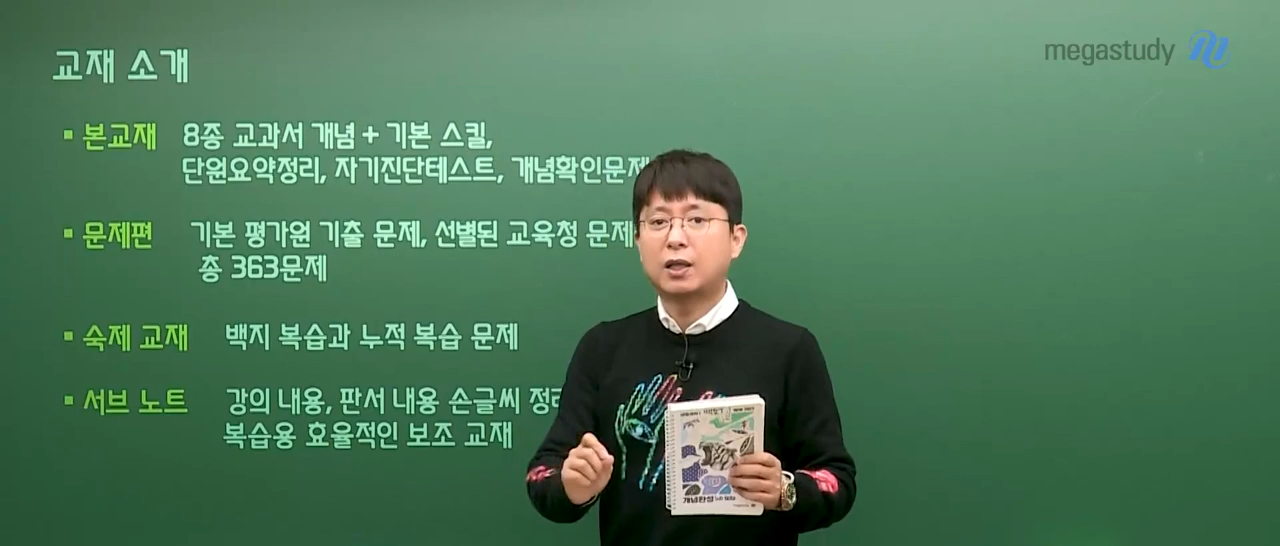 megastudy
교재 소개
▪ 본교재 8종 교과서 개념 + 기본 스킬,
단원요약정리, 자기진단테스트, 개념확인문제
▪ 문제편 기본 평가원 기출 문제, 선별된 교육청 문제
총 363문제
▪ 숙제 교재 백지 복습과 누적 복습 문제
▪ 서브 노트 강의 내용, 판서 내용 손글씨 정리
복습용 효율적인 보조 교재
개념완성